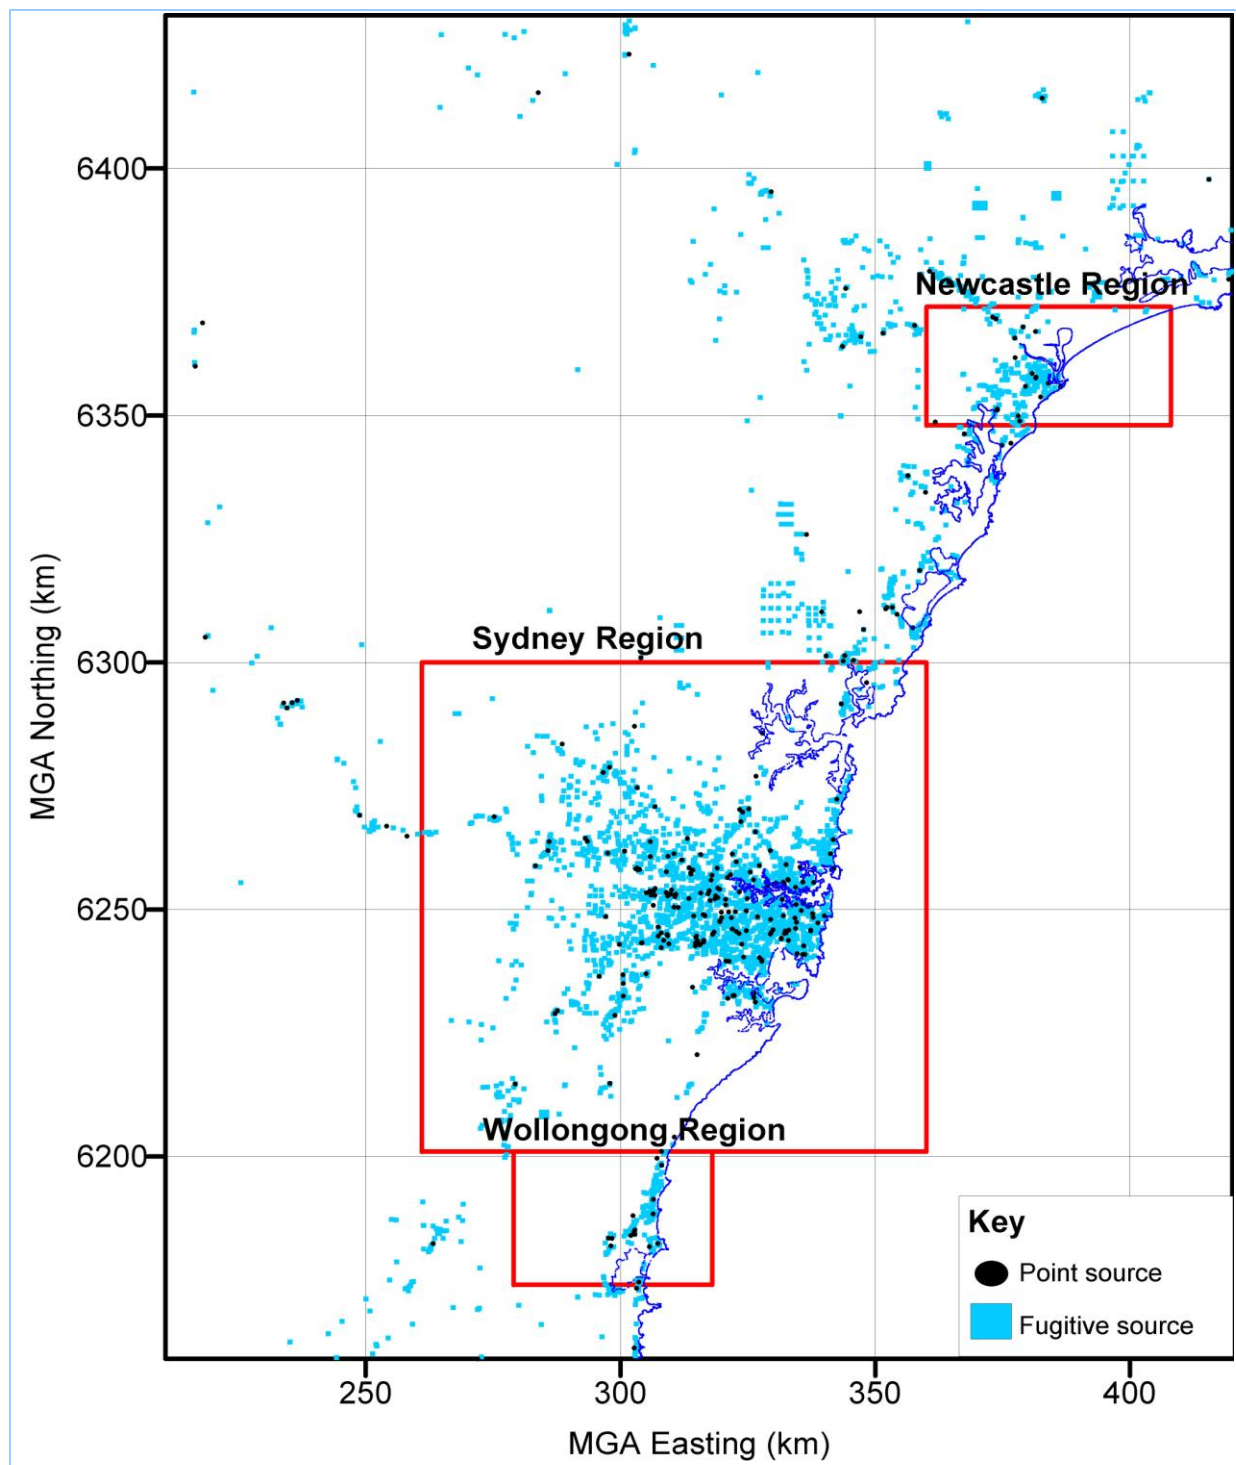 6400
Newcastle Region
6350
Sydney Region
6300
MGA Northing (km)
6250
Wollongong Region
6200
Key
Point source
Fugitive source
250
300
350
400
MGA Easting (km)